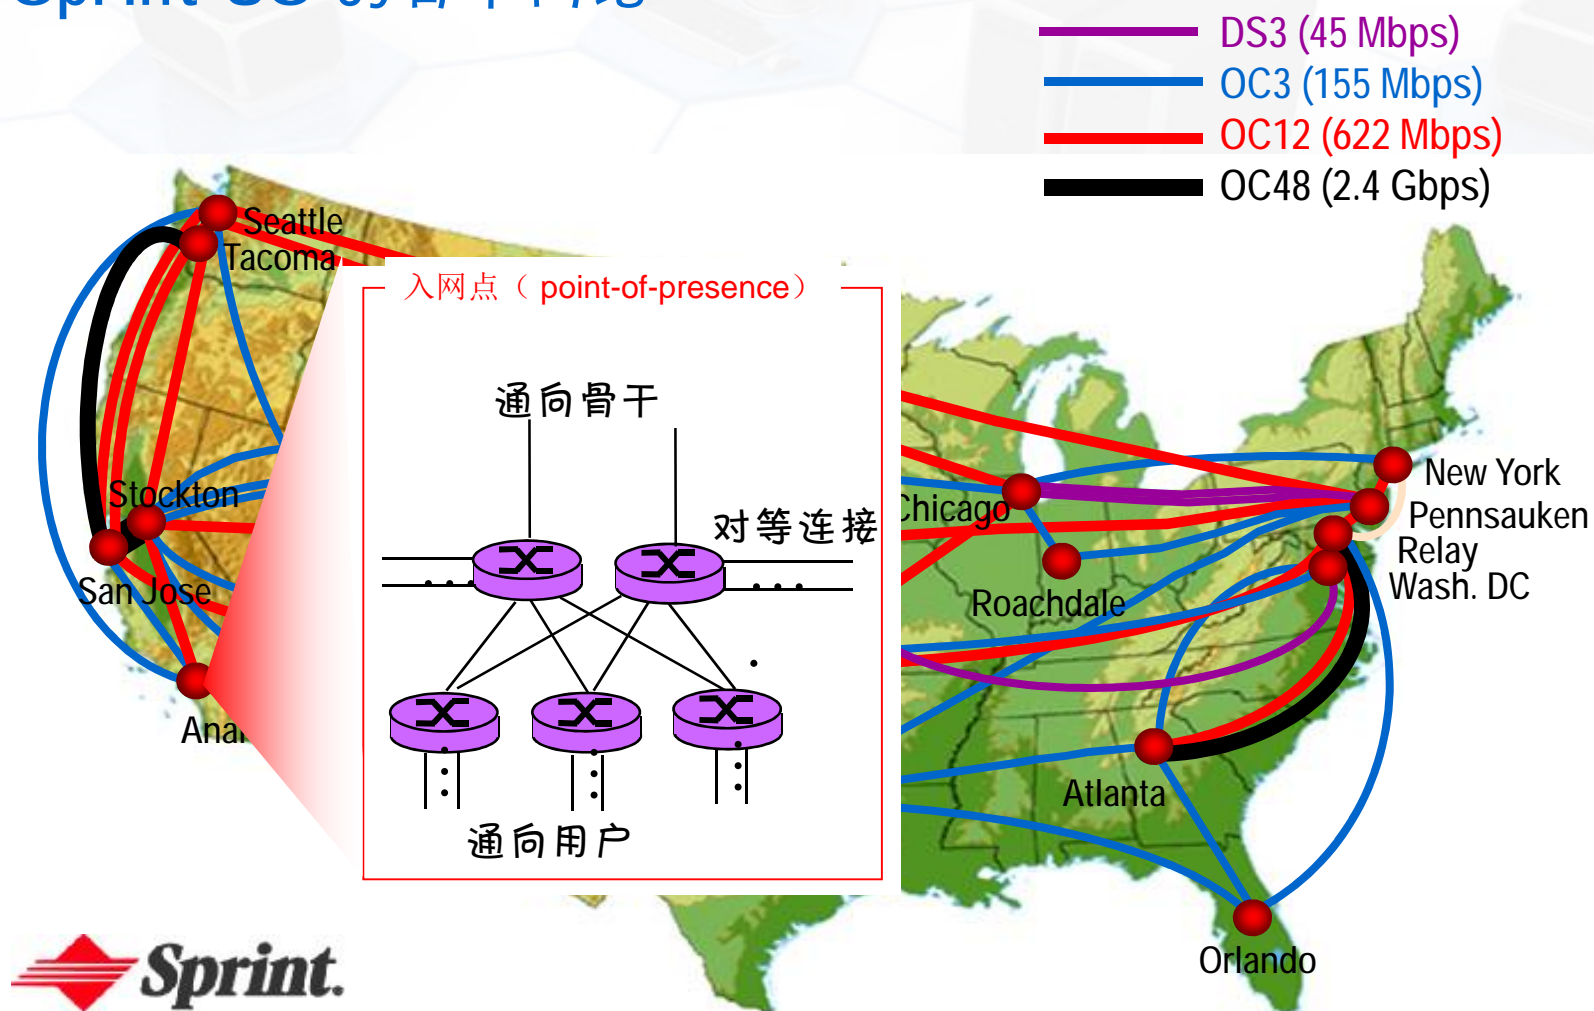 DS3 (45 Mbps)
OC3 (155 Mbps)
OC12 (622 Mbps)
OC48 (2.4 Gbps)
Seattle
Tacoma
入网点（ point-of-presence）
通向骨干
对等连接
通向用户
Stockton
San Jose
Chicago
Roachdale
New York
Pennsauken
Relay
Wash. DC
Atlanta
Orlando
Sprint.